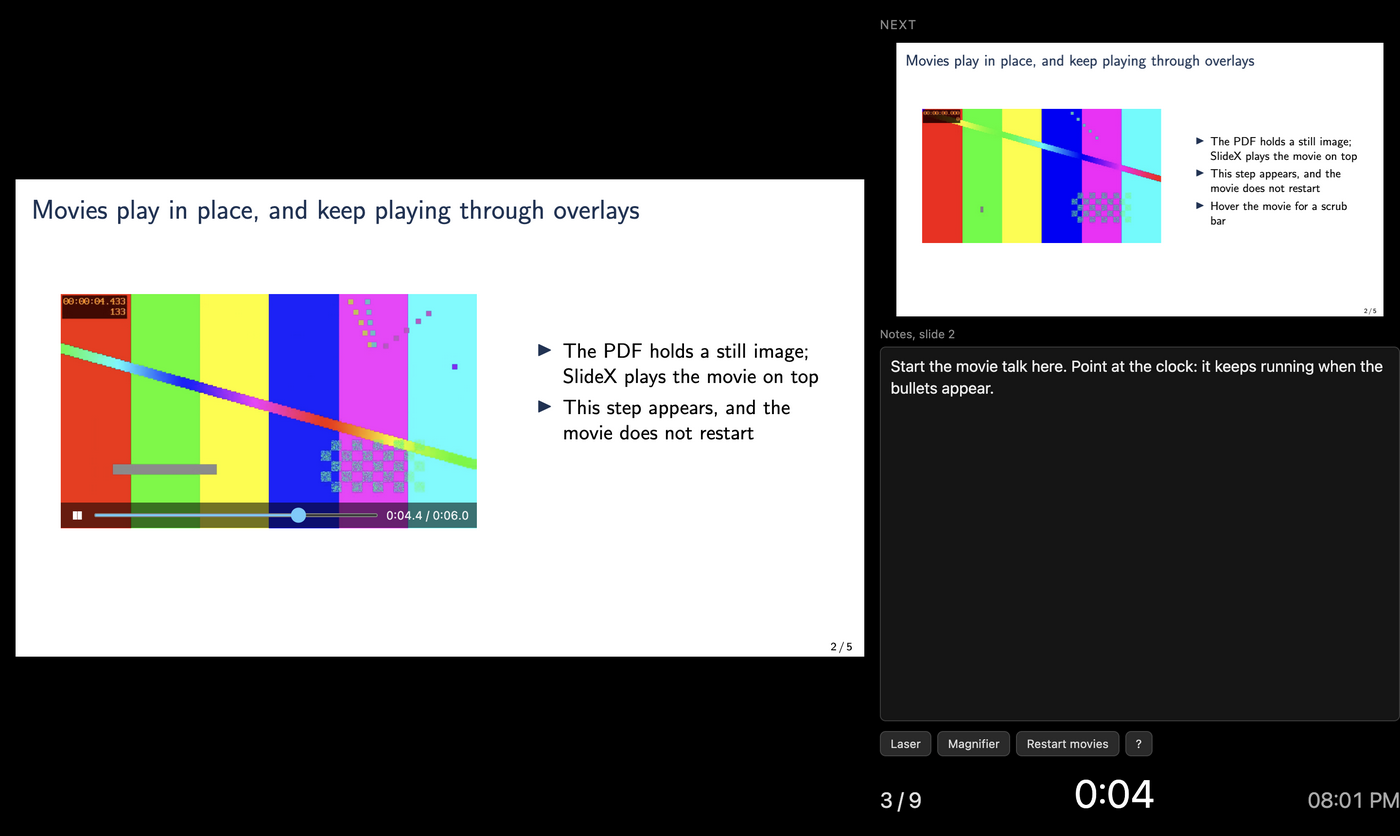 Movies play in place, and keep playing through overlays
00:00:04.433
133
0:04.4 / 0:06.0
▶ The PDF holds a still image;
SlideX plays the movie on top
▶ This step appears, and the
movie does not restart
2 / 5
NEXT
Movies play in place, and keep playing through overlays
00:00:00.000
▶ The PDF holds a still image;
SlideX plays the movie on top
▶ This step appears, and the
movie does not restart
▶ Hover the movie for a scrub
bar
2 / 5
Notes, slide 2
Start the movie talk here. Point at the clock: it keeps running when the
bullets appear.
Laser Magnifier Restart movies ?
3 / 9 0:04 08:01 PM